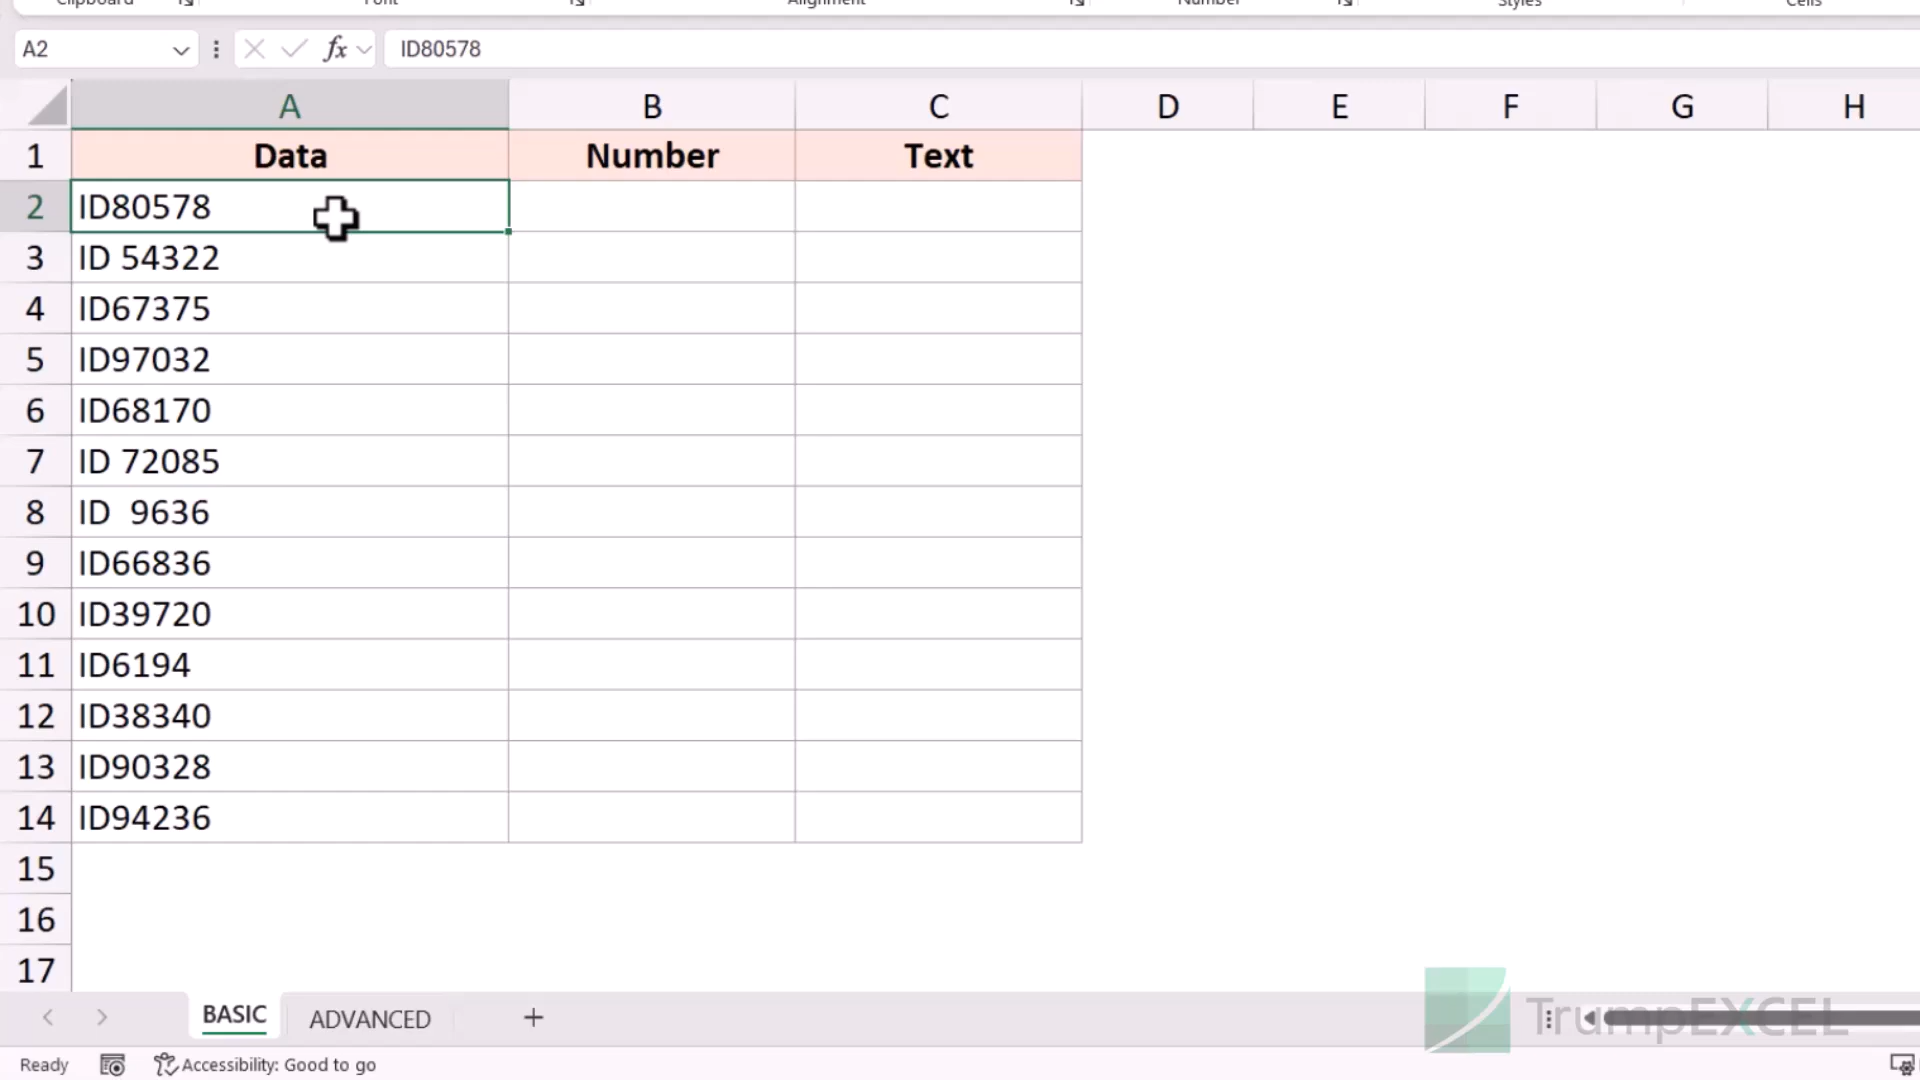 Clipboard Font Alignment Number Styles Cells
A2 fx ID80578
A B C D E F G H
1 Data Number Text
2 ID80578
3 ID 54322
4 ID67375
5 ID97032
6 ID68170
7 ID 72085
8 ID  9636
9 ID66836
10 ID39720
11 ID6194
12 ID38340
13 ID90328
14 ID94236
15
16
17
BASIC ADVANCED +
TrumpEXCEL
Ready Accessibility: Good to go